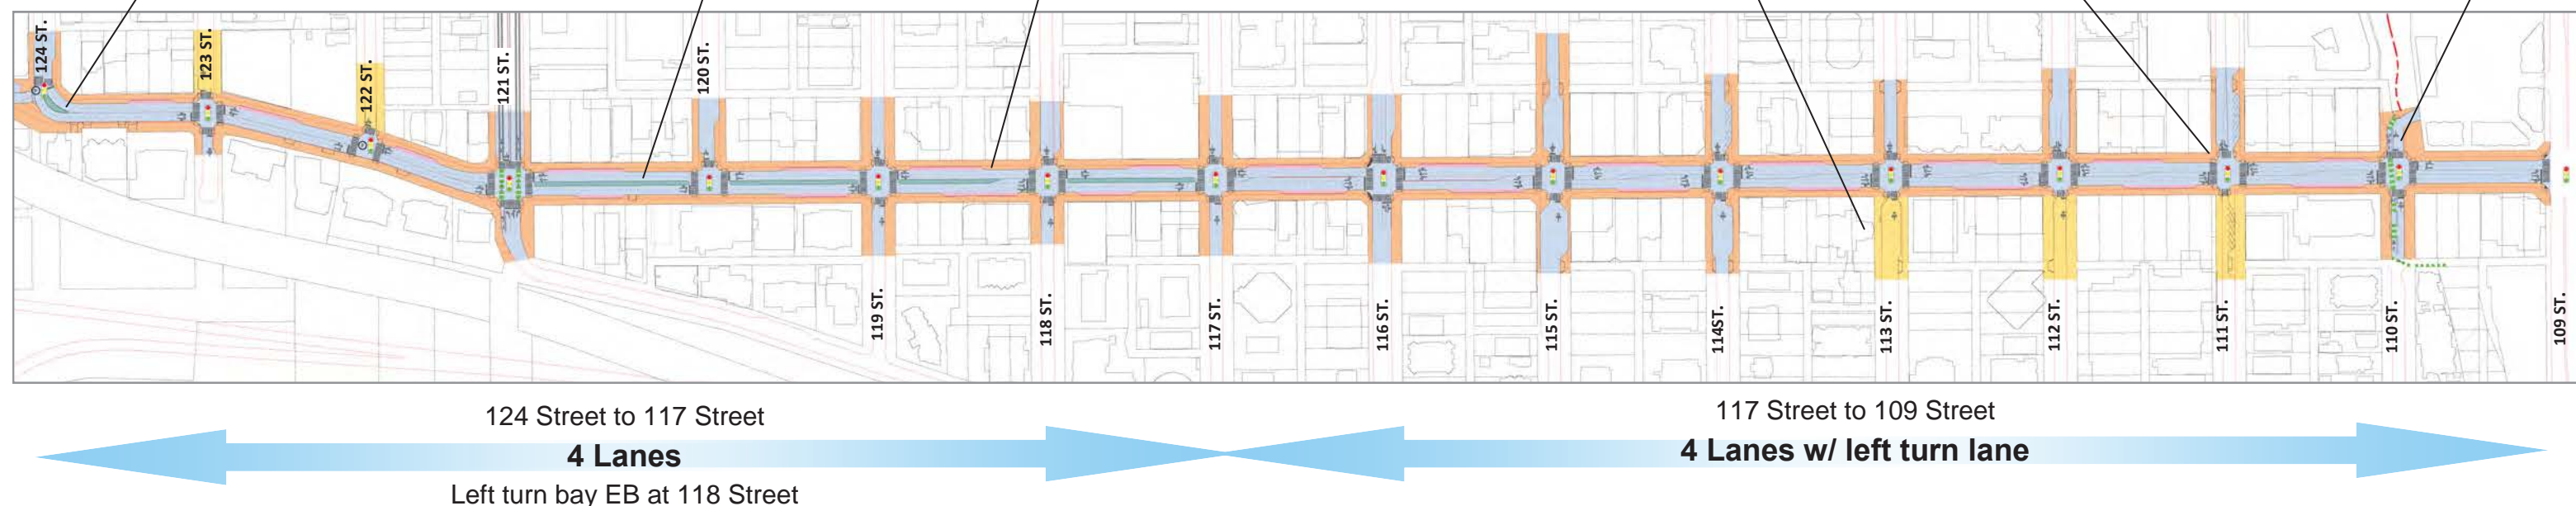 124 ST.
123 ST.
122 ST.
121 ST.
120 ST.
119 ST.
118 ST.
117 ST.
116 ST.
115 ST.
114ST.
113 ST.
112 ST.
111 ST.
110 ST.
109 ST.
124 Street to 117 Street
4 Lanes
Left turn bay EB at 118 Street
117 Street to 109 Street
4 Lanes w/ left turn lane